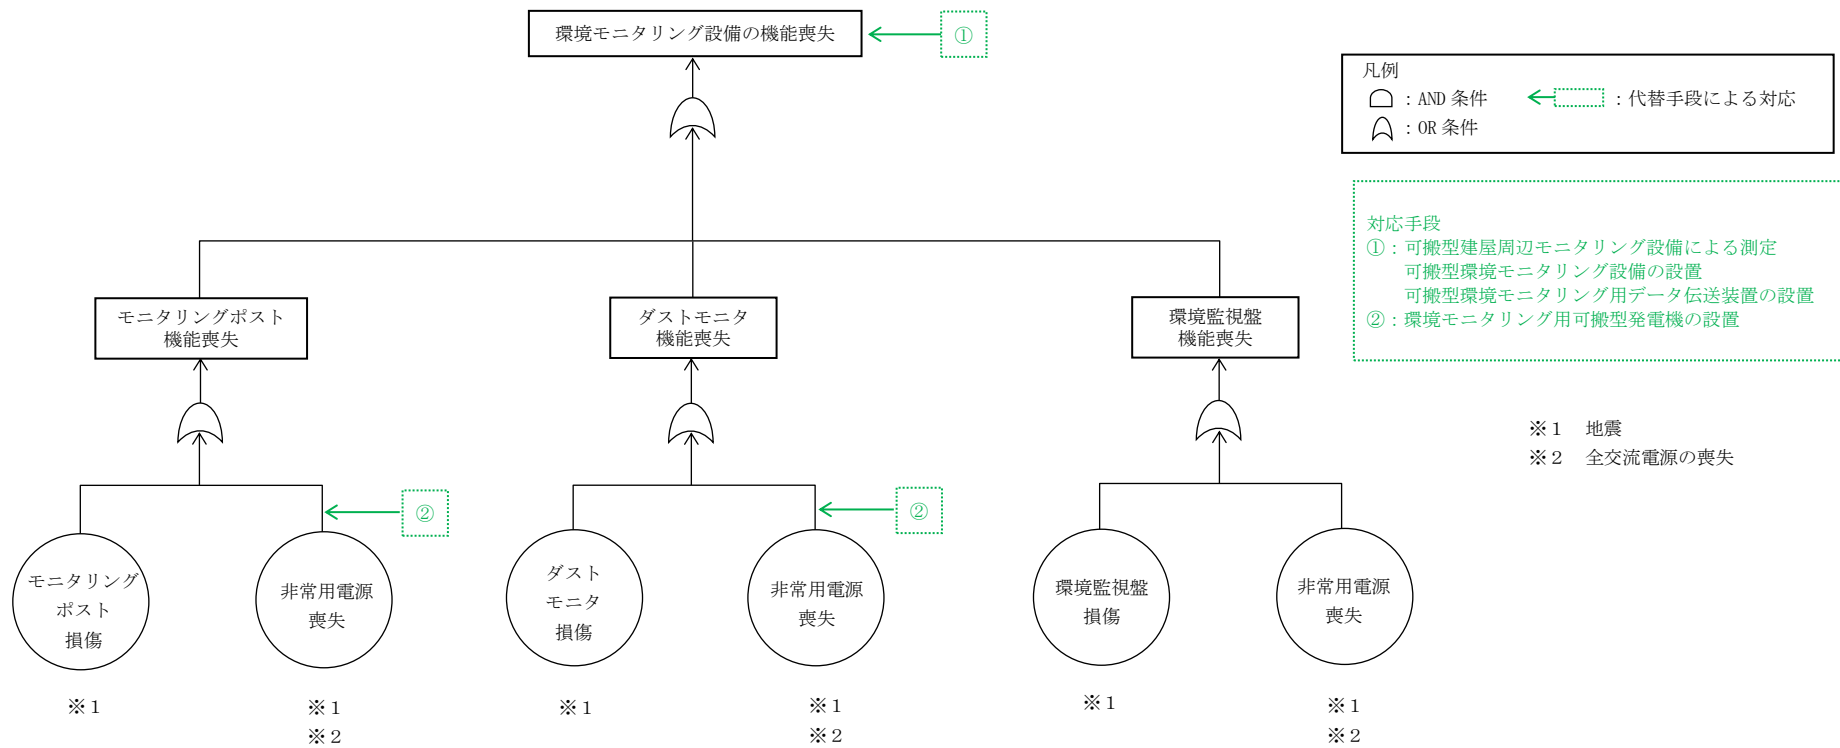 環境モニタリング設備の機能喪失
①
凡例
：AND 条件
：代替手段による対応
：OR 条件
対応手段
①：可搬型建屋周辺モニタリング設備による測定
可搬型環境モニタリング設備の設置
可搬型環境モニタリング用データ伝送装置の設置
②：環境モニタリング用可搬型発電機の設置
モニタリングポスト
機能喪失
ダストモニタ
機能喪失
環境監視盤
機能喪失
※１　地震
※２　全交流電源の喪失
②
②
モニタリング
ポスト
損傷
非常用電源
喪失
ダスト
モニタ
損傷
非常用電源
喪失
環境監視盤
損傷
非常用電源
喪失
※１
※１
※２
※１
※１
※２
※１
※１
※２